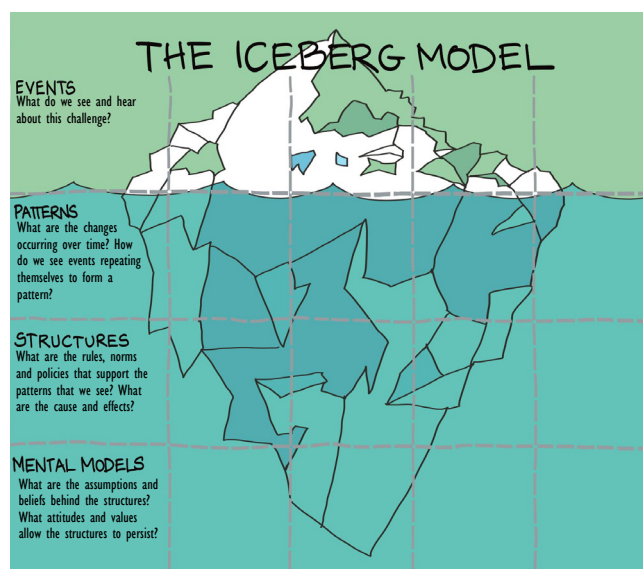 THE ICEBERG MODEL
EVENTS
What do we see and hear
about this challenge?
PATTERNS
What are the changes
occurring over time? How
do we see events repeating
themselves to form a
pattern?
STRUCTURES
What are the rules, norms
and policies that support the
patterns that we see? What
are the cause and effects?
MENTAL MODELS
What are the assumptions and
beliefs behind the structures?
What attitudes and values
allow the structures to persist?